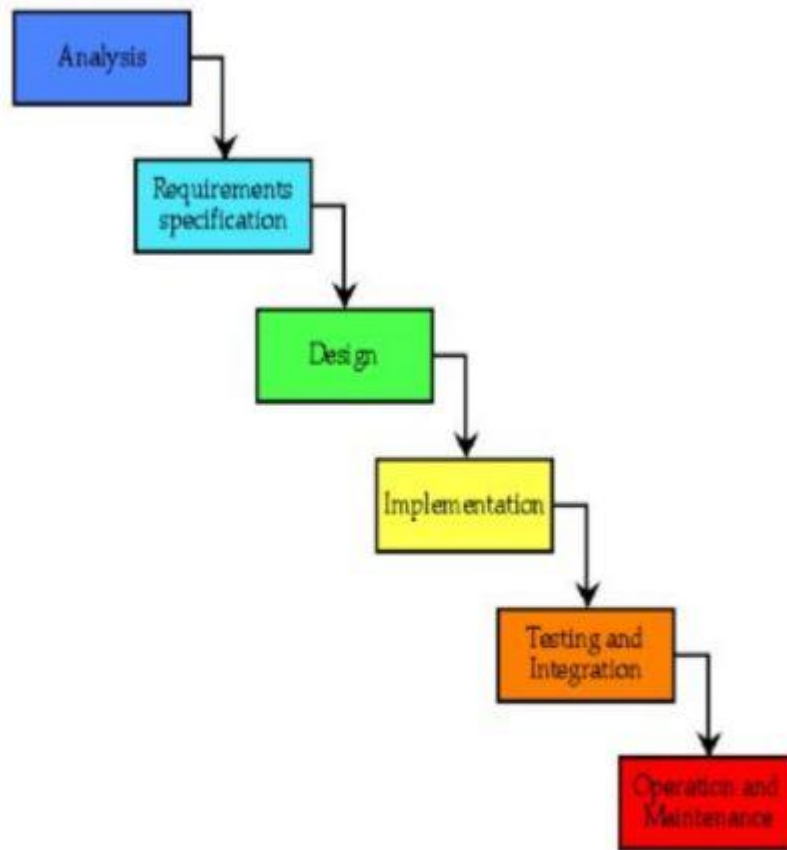 Analysis
Requirements
specification
Design
Implementation
Testing and
Integration
Operation and
Maintenance